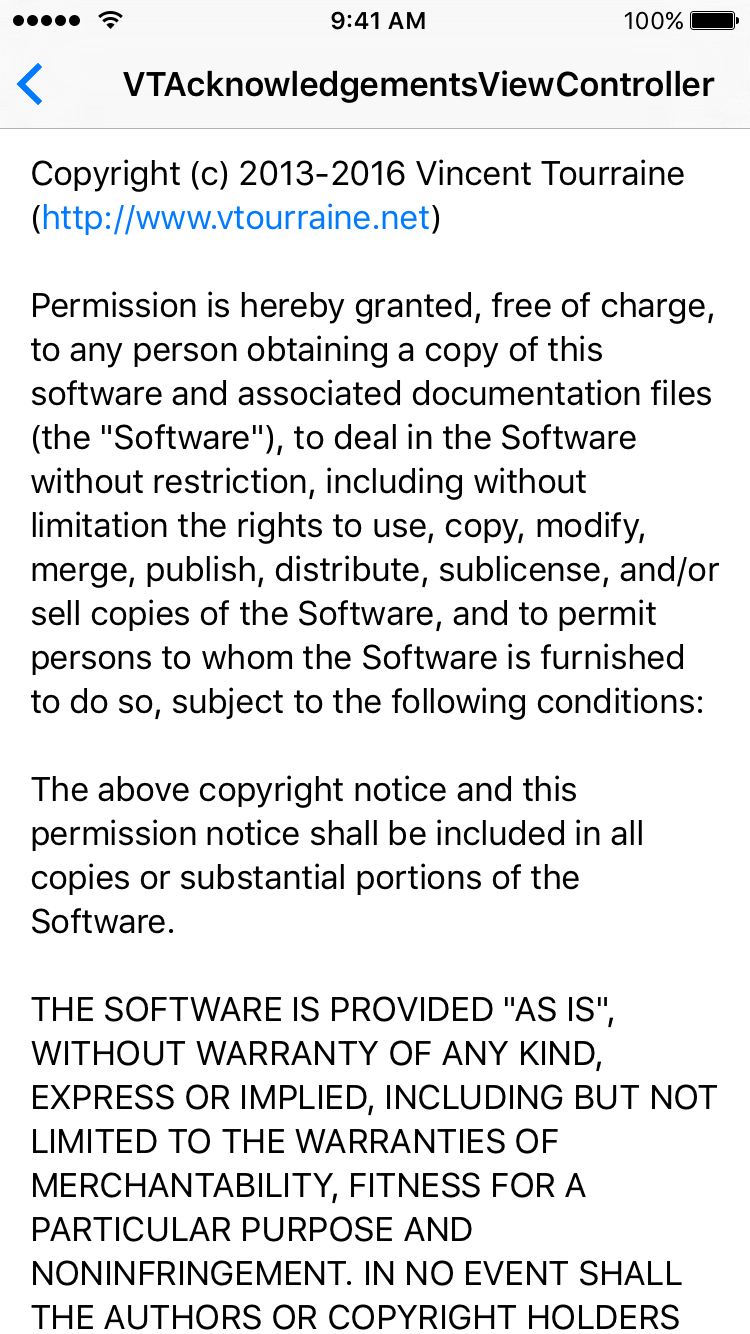 9:41 AM
100%
VTAcknowledgementsViewController
Copyright (c) 2013-2016 Vincent Tourraine
(http://www.vtourraine.net)
Permission is hereby granted, free of charge,
to any person obtaining a copy of this
software and associated documentation files
(the "Software"), to deal in the Software
without restriction, including without
limitation the rights to use, copy, modify,
merge, publish, distribute, sublicense, and/or
sell copies of the Software, and to permit
persons to whom the Software is furnished
to do so, subject to the following conditions:
The above copyright notice and this
permission notice shall be included in all
copies or substantial portions of the
Software.
THE SOFTWARE IS PROVIDED "AS IS",
WITHOUT WARRANTY OF ANY KIND,
EXPRESS OR IMPLIED, INCLUDING BUT NOT
LIMITED TO THE WARRANTIES OF
MERCHANTABILITY, FITNESS FOR A
PARTICULAR PURPOSE AND
NONINFRINGEMENT. IN NO EVENT SHALL
THE AUTHORS OR COPYRIGHT HOLDERS